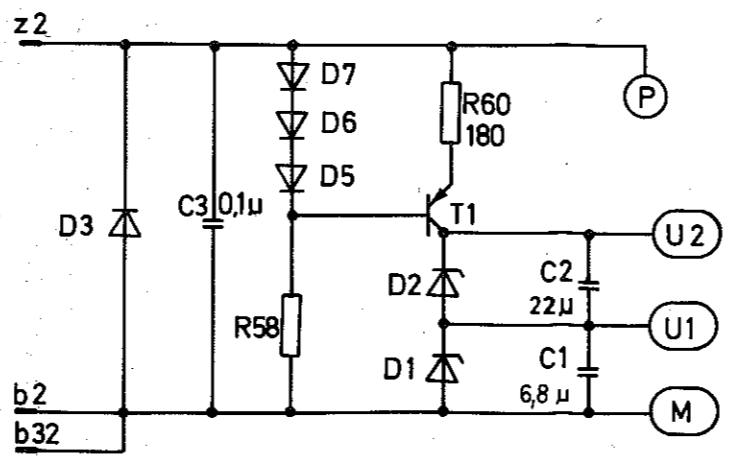 z2
D7
P
D6
R60
180
D5
C3 0,1µ
T1
D3
U2
D2
C2
22µ
R58
U1
D1
C1
6,8 µ
b2
M
b32